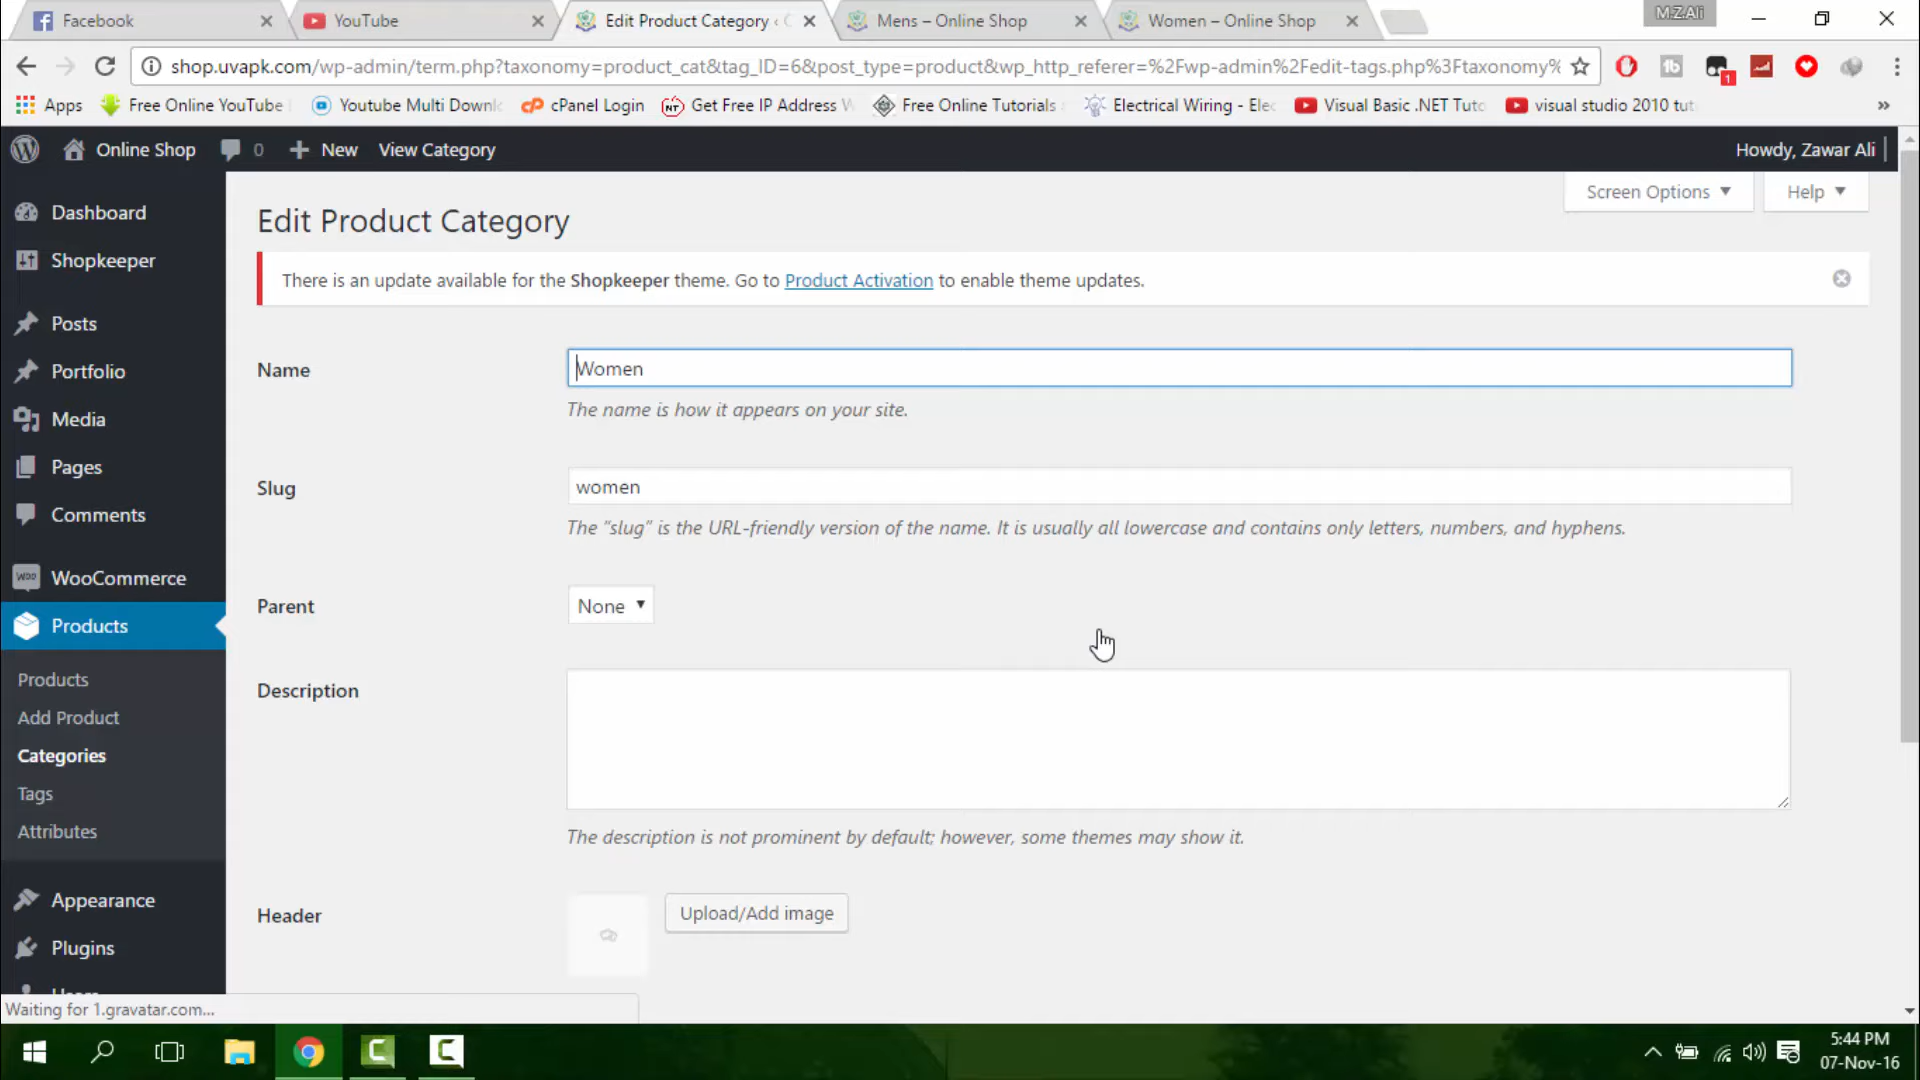 Facebook
YouTube
Edit Product Category ‹ O
Mens – Online Shop
Women – Online Shop
M.Z.Ali
shop.uvapk.com/wp-admin/term.php?taxonomy=product_cat&tag_ID=6&post_type=product&wp_http_referer=%2Fwp-admin%2Fedit-tags.php%3Ftaxonomy%
1
Apps
Free Online YouTube
Youtube Multi Downl
cPanel Login
Get Free IP Address W
Free Online Tutorials
Electrical Wiring - Elec
Visual Basic .NET Tuto
visual studio 2010 tut
»
Online Shop
0
New
View Category
Howdy, Zawar Ali
Dashboard
Shopkeeper
Posts
Portfolio
Media
Pages
Comments
WooCommerce
Products
Products
Add Product
Categories
Tags
Attributes
Appearance
Plugins
Screen Options
Help
Edit Product Category
There is an update available for the Shopkeeper theme. Go to Product Activation to enable theme updates.
Name
Women
The name is how it appears on your site.
Slug
women
The “slug” is the URL-friendly version of the name. It is usually all lowercase and contains only letters, numbers, and hyphens.
Parent
None
Description
The description is not prominent by default; however, some themes may show it.
Header
Upload/Add image
Waiting for 1.gravatar.com...
5:44 PM
07-Nov-16